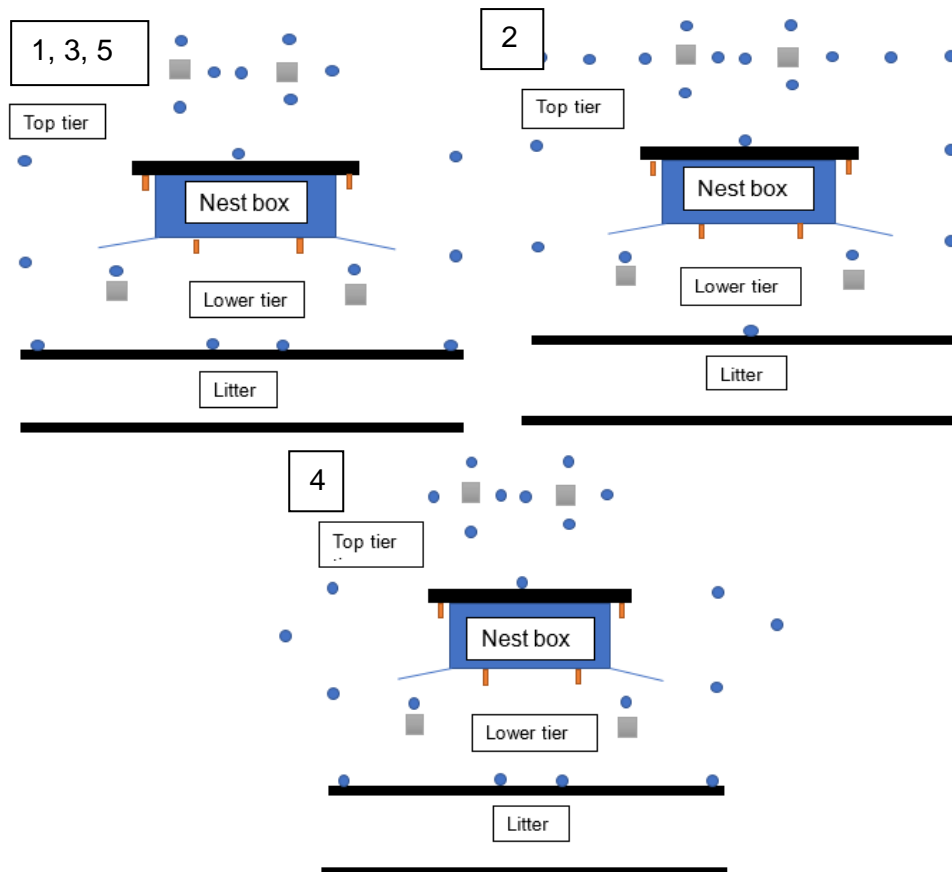 1, 3, 5
Top tier
Nest box
Lower tier
Litter
2
Top tier
Nest box
Lower tier
Litter
4
Top tier
Nest box
Lower tier
Litter